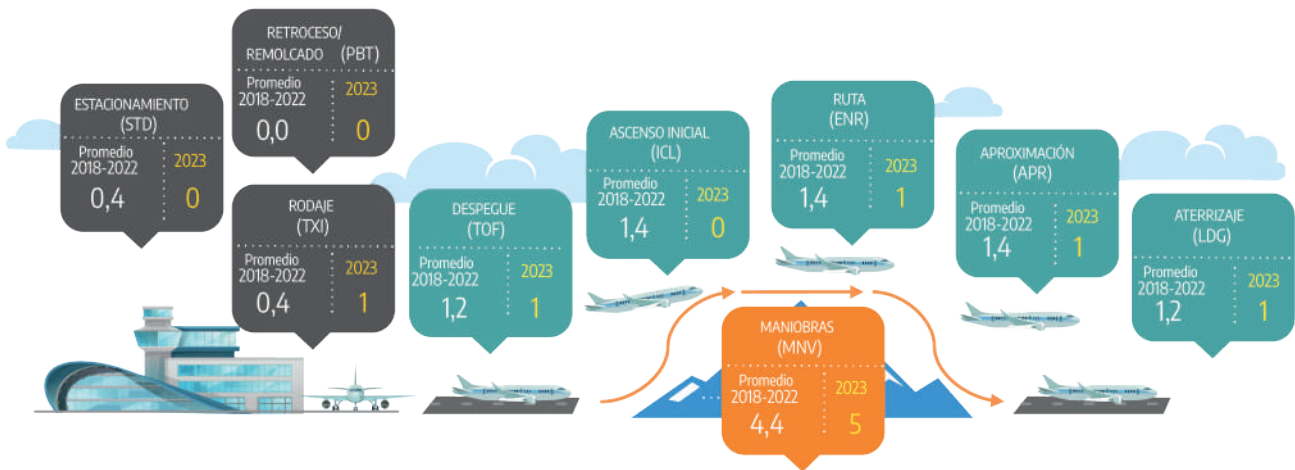 RETROCESO/
REMOLCADO (PBT)
Promedio
2018-2022
2023
0,0
0
ESTACIONAMIENTO
(STD)
Promedio
2018-2022
2023
0,4
0
RODAJE
(TXI)
Promedio
2018-2022
2023
0,4
1
DESPEGUE
(TOF)
Promedio
2018-2022
2023
1,2
1
ASCENSO INICIAL
(ICL)
Promedio
2018-2022
2023
1,4
0
RUTA
(ENR)
Promedio
2018-2022
2023
1,4
1
MANIOBRAS
(MNV)
Promedio
2018-2022
2023
4,4
5
APROXIMACIÓN
(APR)
Promedio
2018-2022
2023
1,4
1
ATERRIZAJE
(LDG)
Promedio
2018-2022
2023
1,2
1